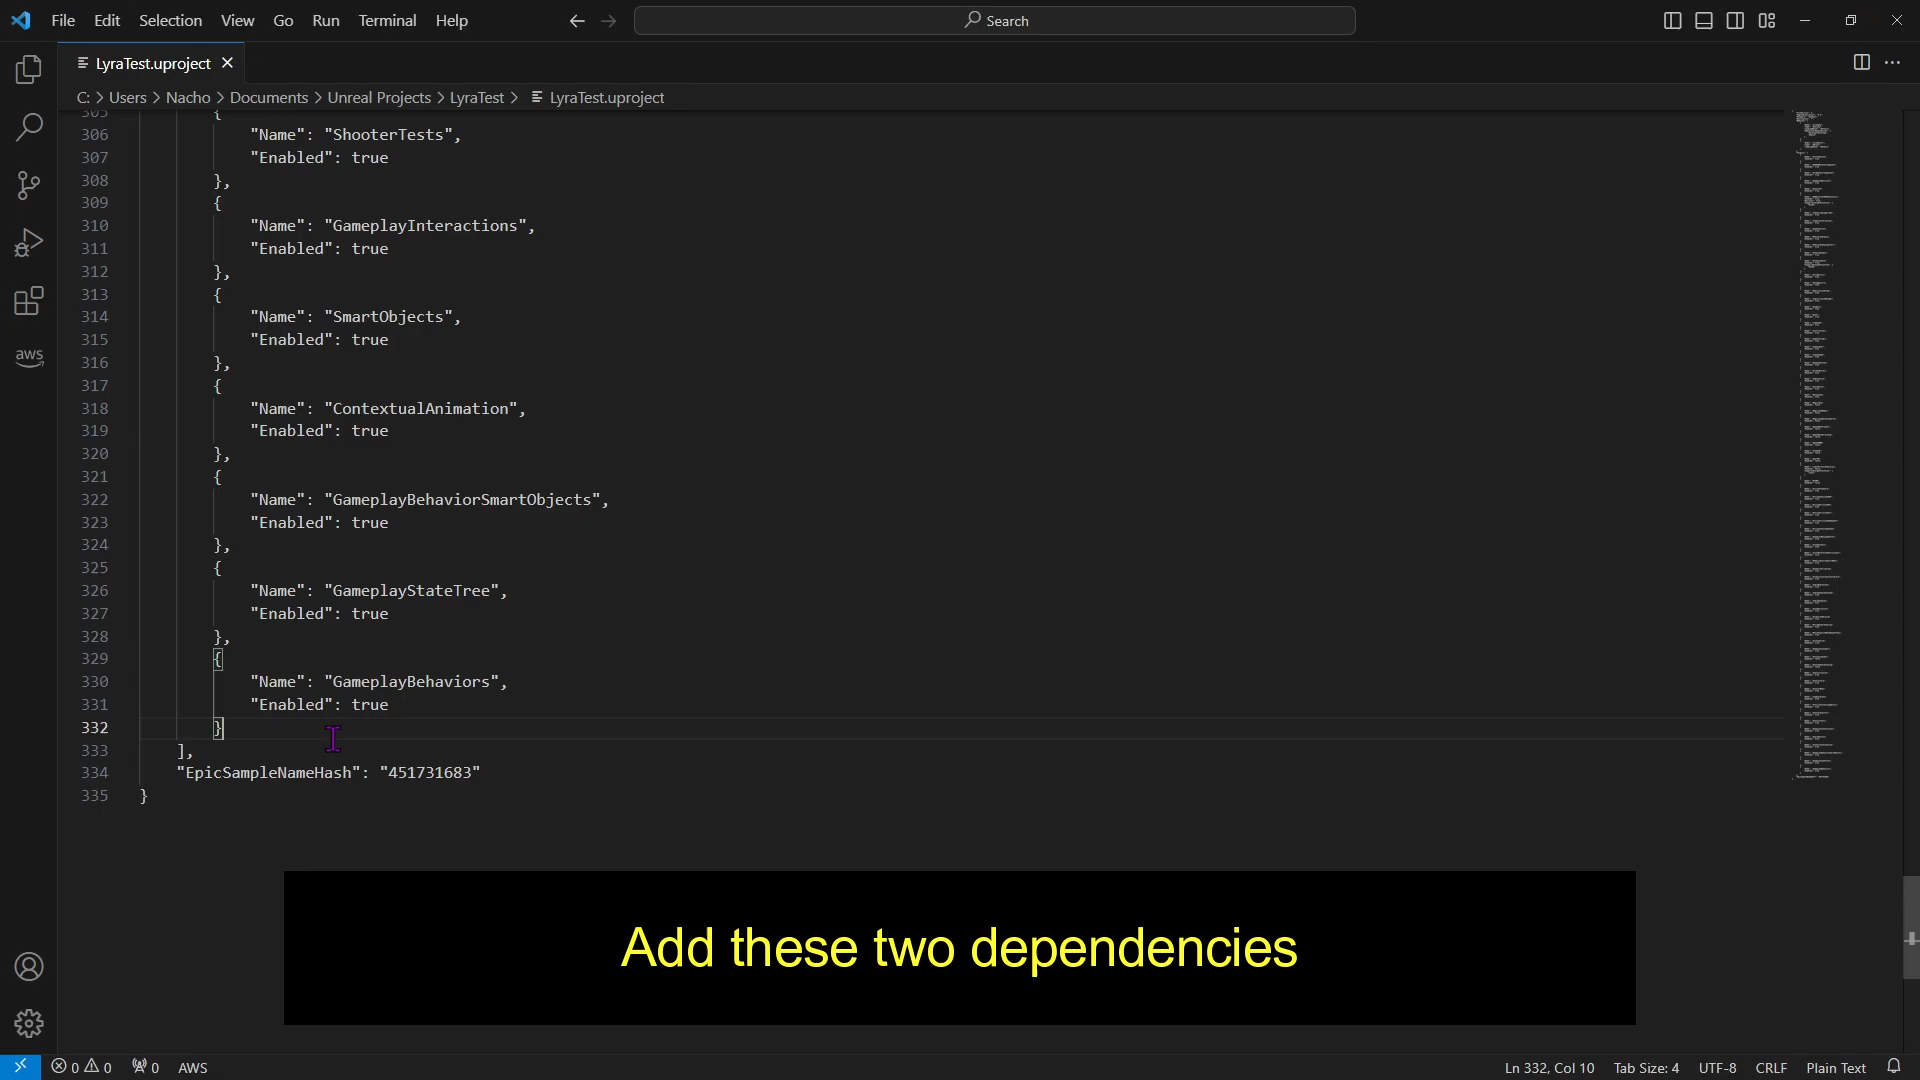 File Edit Selection View Go Run Terminal Help
Search
LyraTest.uproject
C: > Users > Nacho > Documents > Unreal Projects > LyraTest > LyraTest.uproject
305 {
306 "Name": "ShooterTests",
307 "Enabled": true
308 },
309 {
310 "Name": "GameplayInteractions",
311 "Enabled": true
312 },
313 {
314 "Name": "SmartObjects",
315 "Enabled": true
316 },
317 {
318 "Name": "ContextualAnimation",
319 "Enabled": true
320 },
321 {
322 "Name": "GameplayBehaviorSmartObjects",
323 "Enabled": true
324 },
325 {
326 "Name": "GameplayStateTree",
327 "Enabled": true
328 },
329 {
330 "Name": "GameplayBehaviors",
331 "Enabled": true
332 }
333 ],
334 "EpicSampleNameHash": "451731683"
335 }
aws
Add these two dependencies
0 0 0 AWS Ln 332, Col 10 Tab Size: 4 UTF-8 CRLF Plain Text